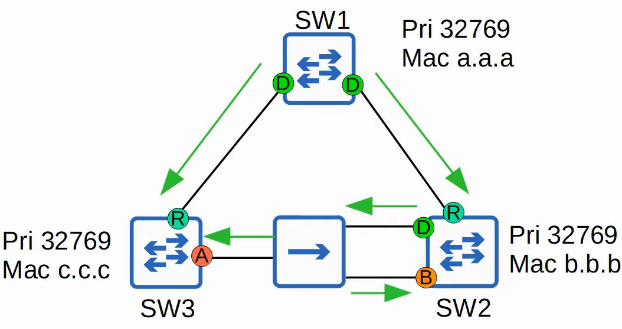 SW1
Pri 32769
Mac a.a.a
D
D
R
R
Pri 32769
Mac c.c.c
A
D
B
Pri 32769
Mac b.b.b
SW3
SW2